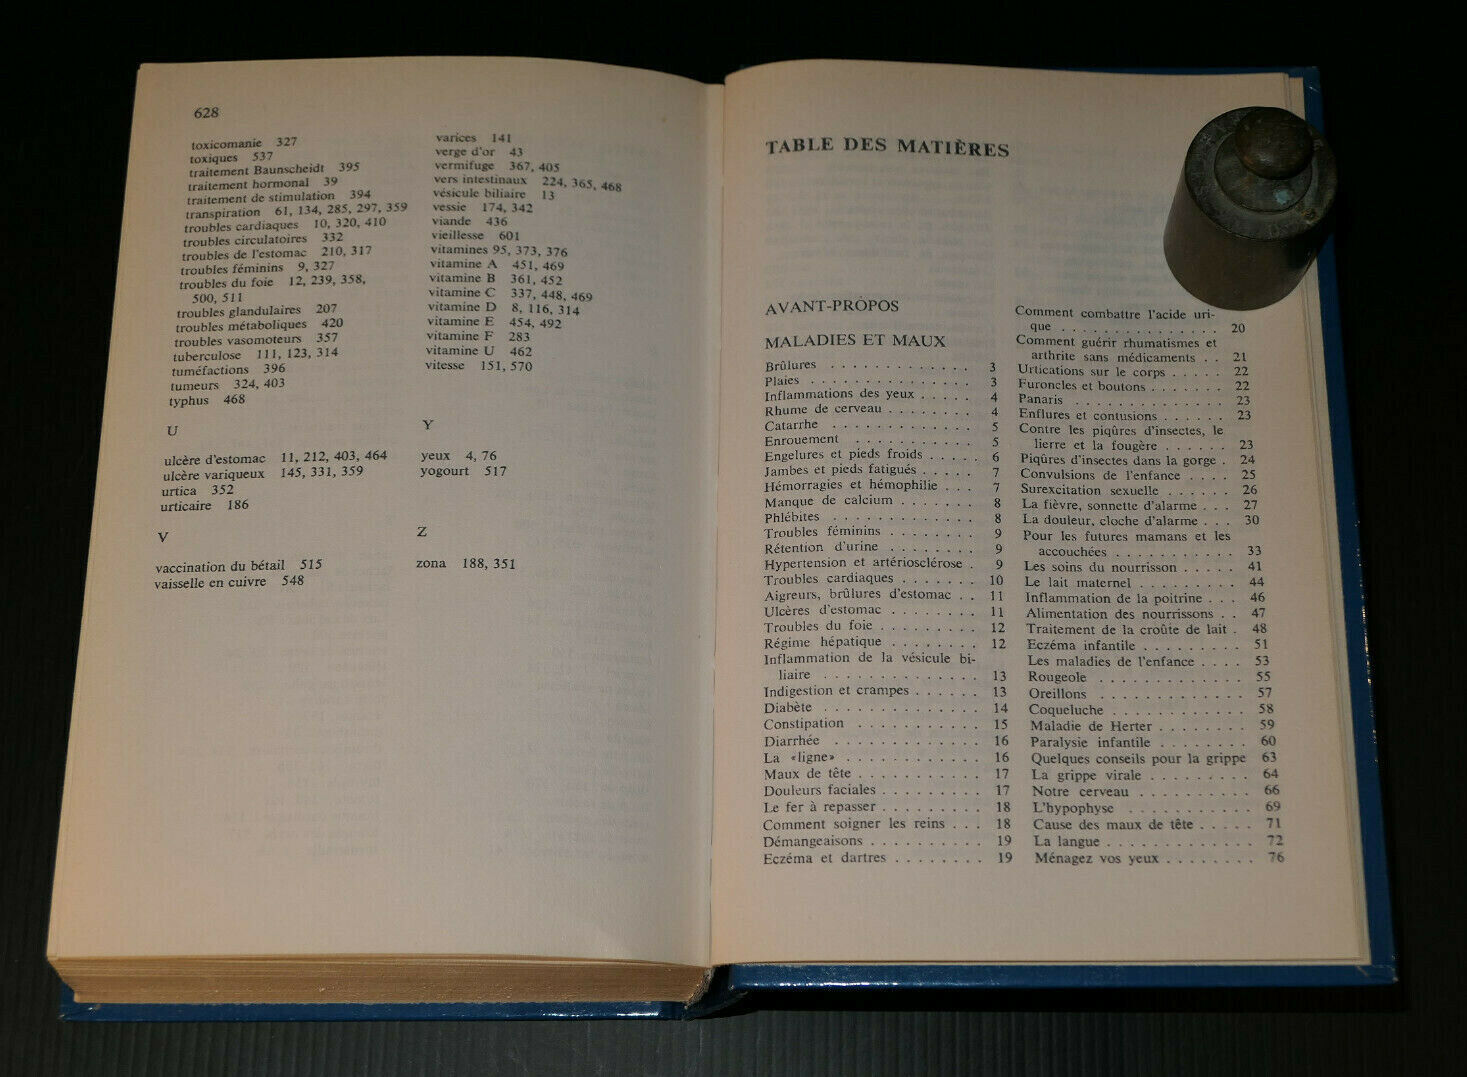 628
toxicomanie 327
toxiques 537
traitement Baunscheidt 395
traitement hormonal 39
traitement de stimulation 394
transpiration 61, 134, 285, 297, 359
troubles cardiaques 10, 320, 410
troubles circulatoires 332
troubles de l'estomac 210, 317
troubles féminins 9, 327
troubles du foie 12, 239, 358,
500, 511
troubles glandulaires 207
troubles métaboliques 420
troubles vasomoteurs 357
tuberculose 111, 123, 314
tuméfactions 396
tumeurs 324, 403
typhus 468
U
ulcère d'estomac 11, 212, 403, 464
ulcère variqueux 145, 331, 359
urtica 352
urticaire 186
V
vaccination du bétail 515
vaisselle en cuivre 548
varices 141
verge d'or 43
vermifuge 367, 405
vers intestinaux 224, 365, 468
vésicule biliaire 13
vessie 174, 342
viande 436
vieillesse 601
vitamines 95, 373, 376
vitamine A 451, 469
vitamine B 361, 452
vitamine C 337, 448, 469
vitamine D 8, 116, 314
vitamine E 454, 492
vitamine F 283
vitamine U 462
vitesse 151, 570
Y
yeux 4, 76
yogourt 517
Z
zona 188, 351
TABLE DES MATIÈRES
AVANT-PROPOS
MALADIES ET MAUX
Brûlures . . . . . . . . . . . 3
Plaies . . . . . . . . . . . . . 3
Inflammations des yeux . . . . . 4
Rhume de cerveau . . . . . . . . 4
Catarrhe . . . . . . . . . . . . 5
Enrouement . . . . . . . . . . 5
Engelures et pieds froids . . . . . 6
Jambes et pieds fatigués . . . . . 7
Hémorragies et hémophilie . . . 7
Manque de calcium . . . . . . . 8
Phlébites . . . . . . . . . . . . 8
Troubles féminins . . . . . . . . 9
Rétention d'urine . . . . . . . . 9
Hypertension et artériosclérose . 9
Troubles cardiaques . . . . . . . 10
Aigreurs, brûlures d'estomac . . 11
Ulcères d'estomac . . . . . . . . 11
Troubles du foie . . . . . . . . . 12
Régime hépatique . . . . . . . . 12
Inflammation de la vésicule bi-
liaire . . . . . . . . . . . . . 13
Indigestion et crampes . . . . . . 13
Diabète . . . . . . . . . . . . . 14
Constipation . . . . . . . . . . 15
Diarrhée . . . . . . . . . . . . 16
La «ligne» . . . . . . . . . . . . 16
Maux de tête . . . . . . . . . . 17
Douleurs faciales . . . . . . . . 17
Le fer à repasser . . . . . . . . . 18
Comment soigner les reins . . . 18
Démangeaisons . . . . . . . . . . 19
Eczéma et dartres . . . . . . . . 19
Comment combattre l'acide uri-
que . . . . . . . . . . . . . . 20
Comment guérir rhumatismes et
arthrite sans médicaments . . 21
Urtications sur le corps . . . . . 22
Furoncles et boutons . . . . . . . 22
Panaris . . . . . . . . . . . . . 23
Enflures et contusions . . . . . . 23
Contre les piqûres d'insectes, le
lierre et la fougère . . . . . . 23
Piqûres d'insectes dans la gorge . 24
Convulsions de l'enfance . . . . 25
Surexcitation sexuelle . . . . . . 26
La fièvre, sonnette d'alarme . . . 27
La douleur, cloche d'alarme . . . 30
Pour les futures mamans et les
accouchées . . . . . . . . . . . 33
Les soins du nourrisson . . . . . 41
Le lait maternel . . . . . . . . . 44
Inflammation de la poitrine . . . 46
Alimentation des nourrissons . . 47
Traitement de la croûte de lait . 48
Eczéma infantile . . . . . . . . . 51
Les maladies de l'enfance . . . . 53
Rougeole . . . . . . . . . . . . 55
Oreillons . . . . . . . . . . . . 57
Coqueluche . . . . . . . . . . . 58
Maladie de Herter . . . . . . . . 59
Paralysie infantile . . . . . . . . 60
Quelques conseils pour la grippe 63
La grippe virale . . . . . . . . . 64
Notre cerveau . . . . . . . . . . 66
L'hypophyse . . . . . . . . . . 69
Cause des maux de tête . . . . . 71
La langue . . . . . . . . . . . . . 72
Ménagez vos yeux . . . . . . . . 76